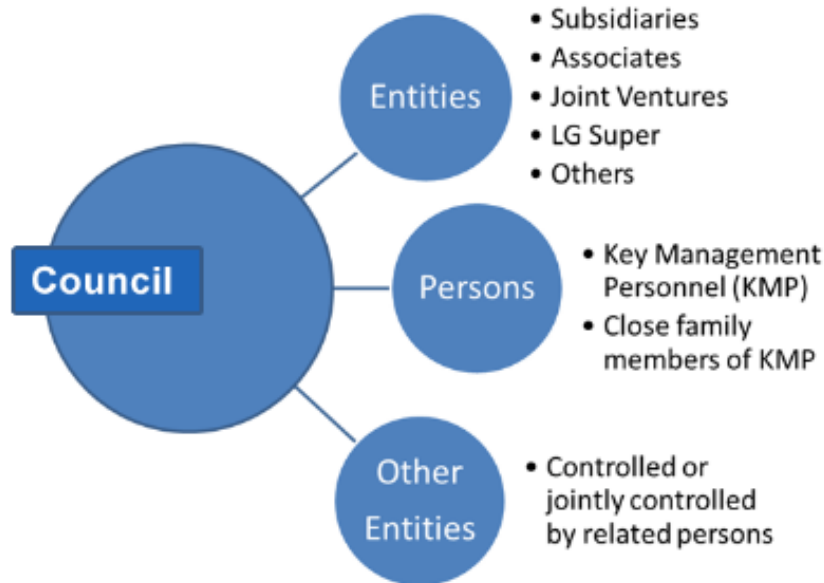 Council
Entities
• Subsidiaries
• Associates
• Joint Ventures
• LG Super
• Others
Persons
• Key Management
Personnel (KMP)
• Close family
members of KMP
Other
Entities
• Controlled or
jointly controlled
by related persons